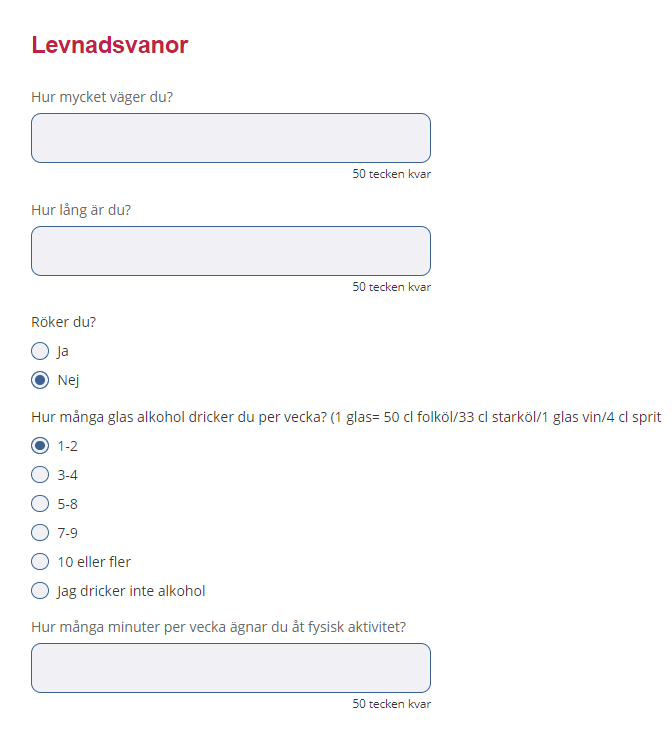 Levnadsvanor
Hur mycket väger du?
50 tecken kvar
Hur lång är du?
50 tecken kvar
Röker du?
Ja
Nej
Hur många glas alkohol dricker du per vecka? (1 glas= 50 cl folköl/33 cl starköl/1 glas vin/4 cl sprit
1-2
3-4
5-8
7-9
10 eller fler
Jag dricker inte alkohol
Hur många minuter per vecka ägnar du åt fysisk aktivitet?
50 tecken kvar